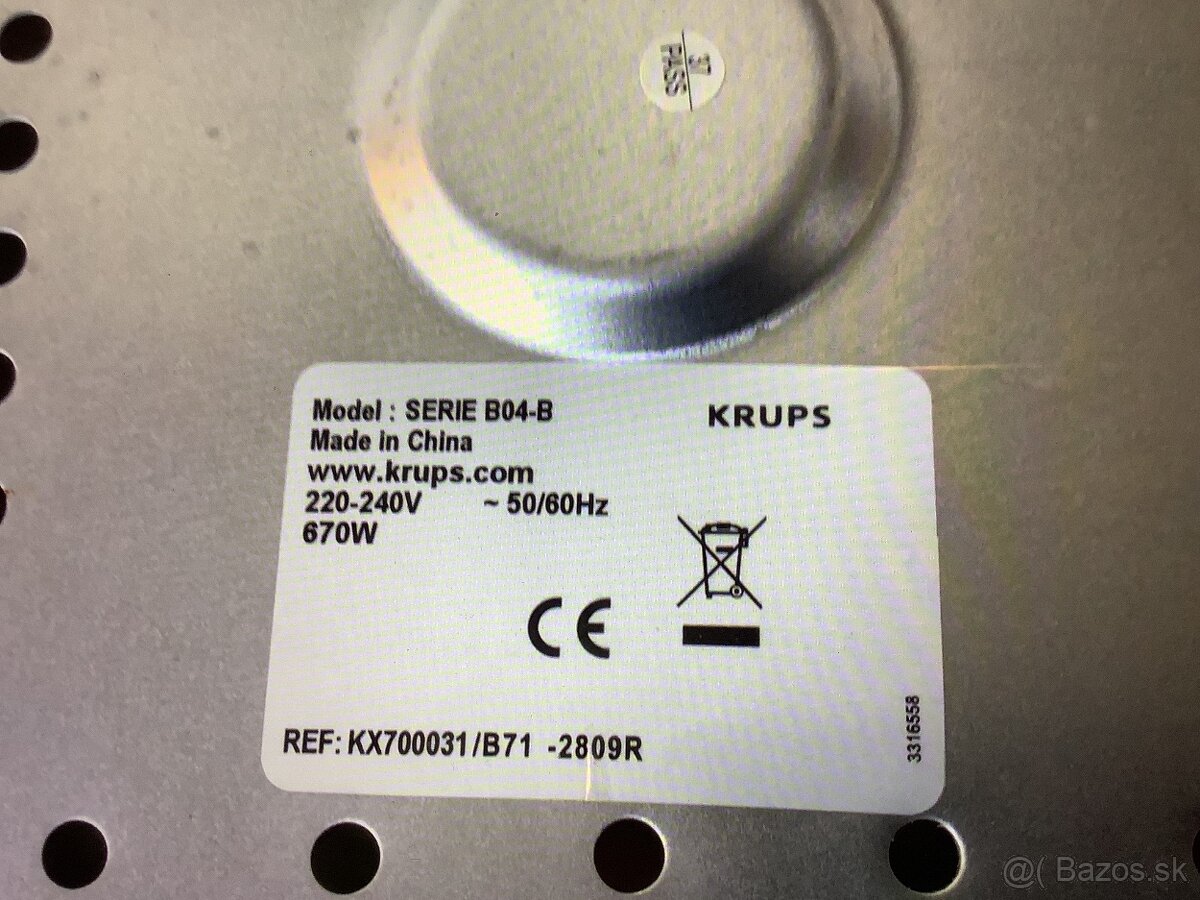 37
PASS
Model : SERIE B04-B
KRUPS
Made in China
www.krups.com
220-240V ~ 50/60Hz
670W
CE
REF: KX700031/B71 -2809R
3316558
@( Bazos.sk